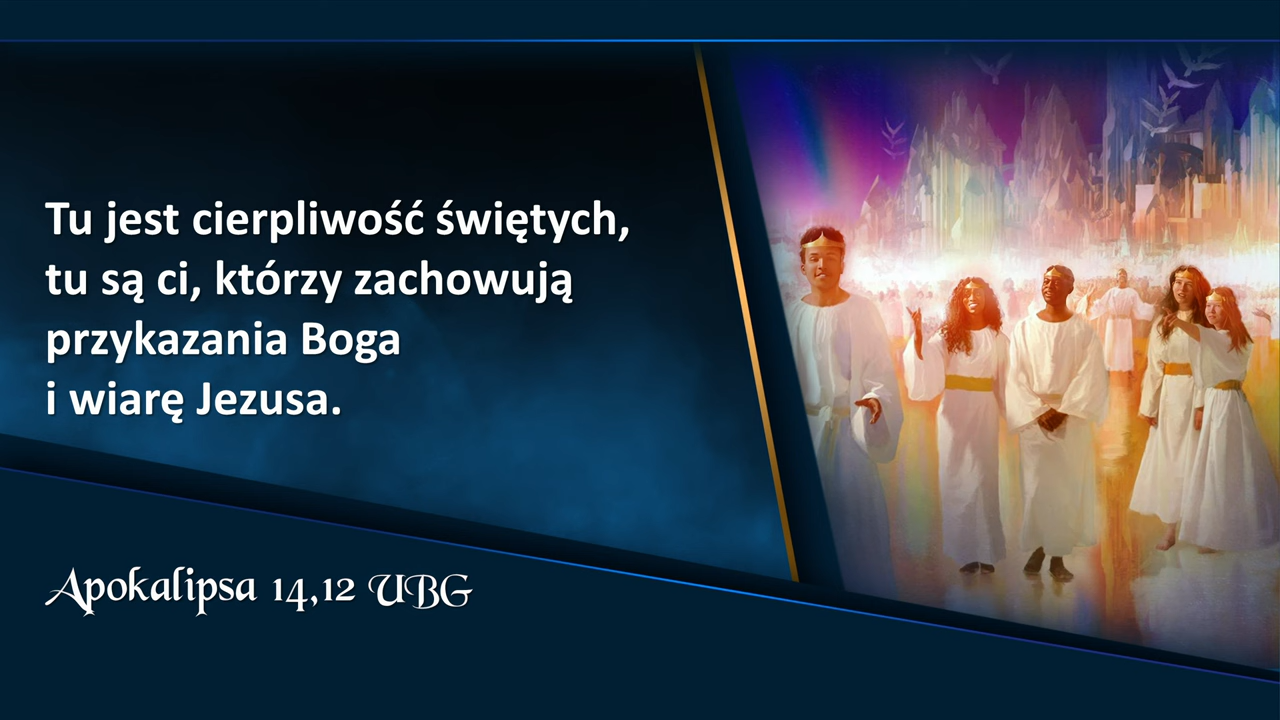 Tu jest cierpliwość świętych,
tu są ci, którzy zachowują
przykazania Boga
i wiarę Jezusa.
Apokalipsa 14,12 UBG